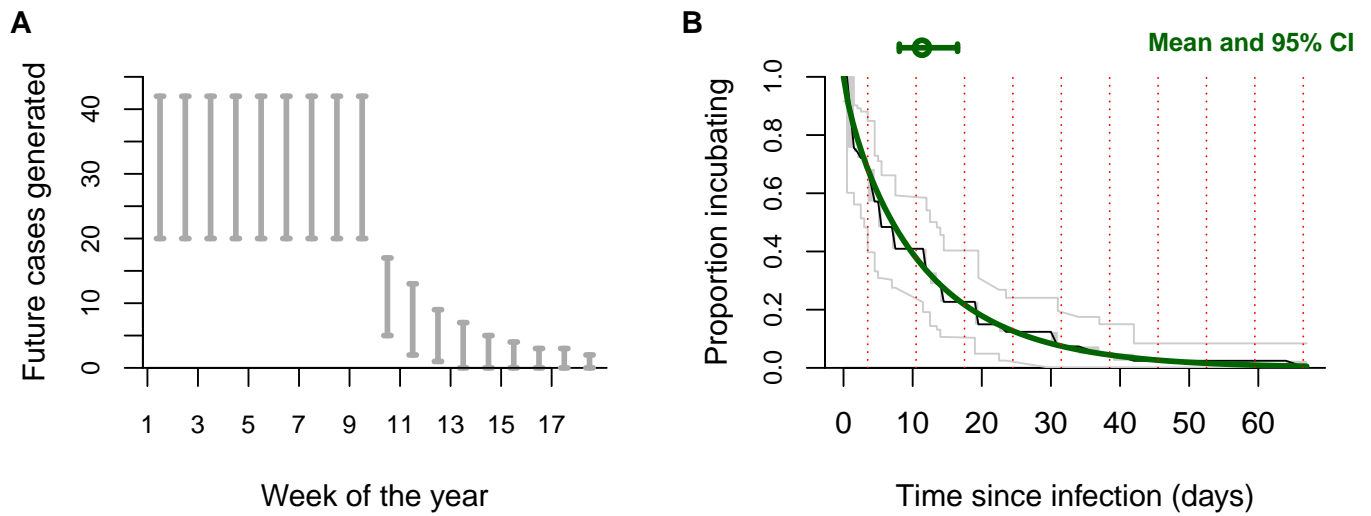 A
Future cases generated
0 10 20 30 40
1 3 5 7 9 11 13 15 17
Week of the year
B
Mean and 95% CI
Proportion incubating
0.0 0.2 0.4 0.6 0.8 1.0
0 10 20 30 40 50 60
Time since infection (days)